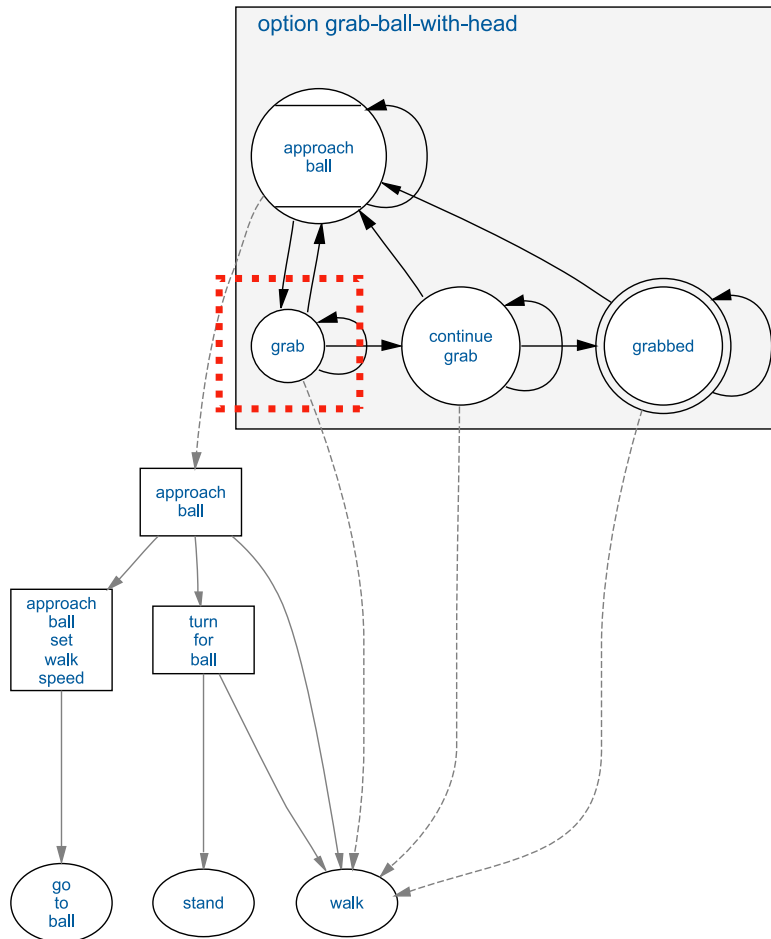 option grab-ball-with-head
approach
ball
grab
continue
grab
grabbed
approach
ball
approach
ball
set
walk
speed
turn
for
ball
go
to
ball
stand
walk